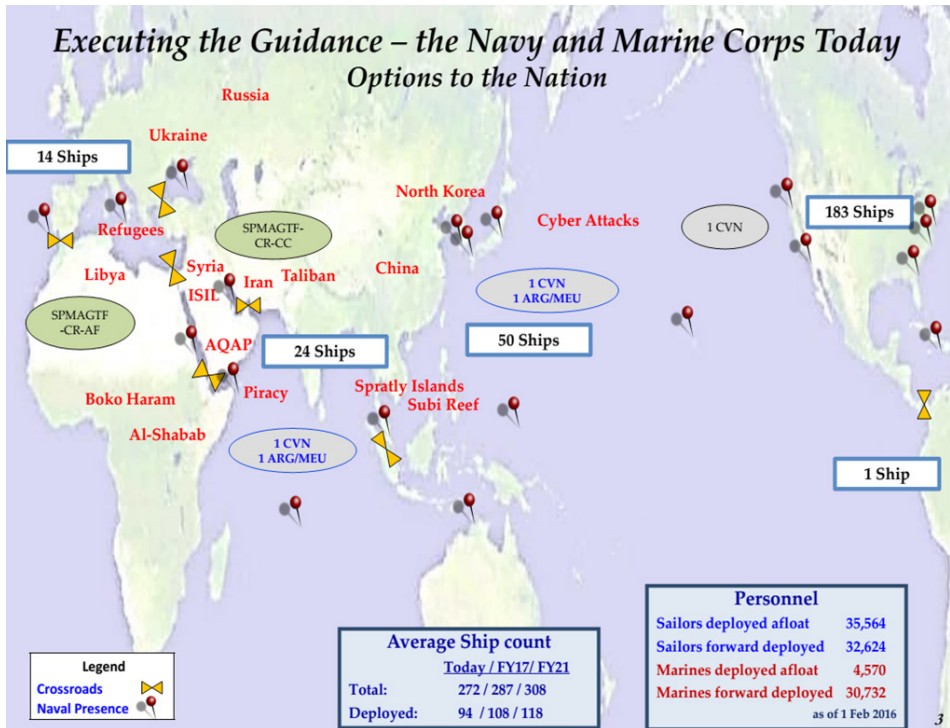 Executing the Guidance – the Navy and Marine Corps Today
Options to the Nation
Russia
Ukraine
14 Ships
North Korea
Cyber Attacks
1 CVN
183 Ships
Refugees
SPMAGTF-
CR-CC
Libya
Syria
ISIL
Iran
Taliban
China
1 CVN
1 ARG/MEU
SPMAGTF
-CR-AF
AQAP
24 Ships
50 Ships
Boko Haram
Piracy
Spratly Islands
Subi Reef
Al-Shabab
1 CVN
1 ARG/MEU
1 Ship
Legend
Crossroads
Naval Presence
Average Ship count
Today / FY17/ FY21
Total: 272 / 287 / 308
Deployed: 94 / 108 / 118
Personnel
Sailors deployed afloat 35,564
Sailors forward deployed 32,624
Marines deployed afloat 4,570
Marines forward deployed 30,732
as of 1 Feb 2016
3